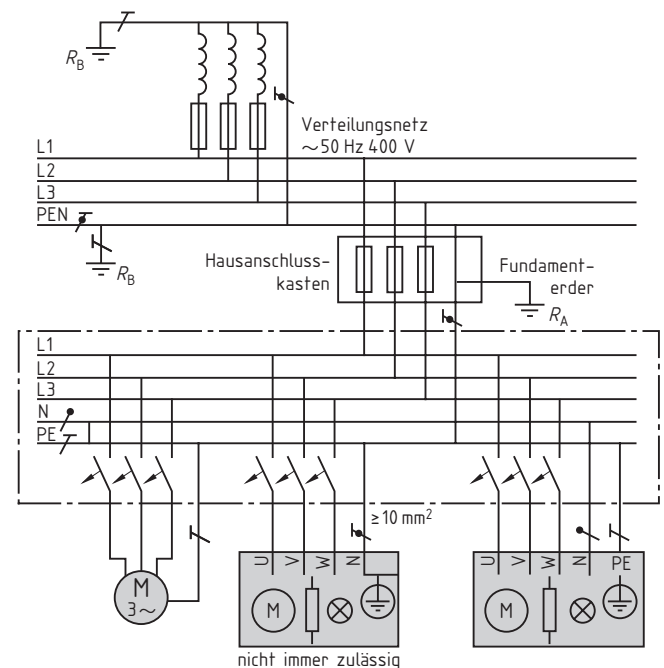 R_B
Verteilungsnetz
~50 Hz 400 V
L1
L2
L3
PEN
R_B
Hausanschluss-
kasten
Fundament-
erder
R_A
L1
L2
L3
N
PE
≥10 mm²
U V W N
U V W N PE
M
3~
M
M
nicht immer zulässig